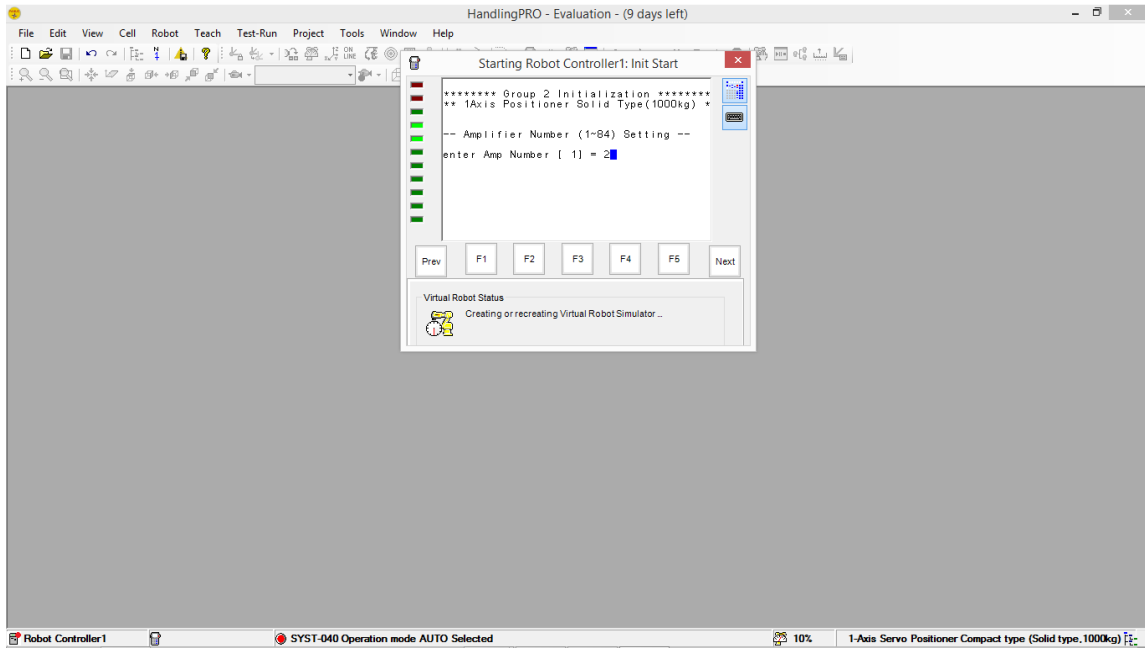 HandlingPRO - Evaluation - (9 days left)
File Edit View Cell Robot Teach Test-Run Project Tools Window Help
Starting Robot Controller1: Init Start
******** Group 2 Initialization ********
** 1Axis Positioner Solid Type(1000kg) *
-- Amplifier Number (1~84) Setting --
enter Amp Number [ 1] = 2
Prev F1 F2 F3 F4 F5 Next
Virtual Robot Status
Creating or recreating Virtual Robot Simulator ...
Robot Controller1 SYST-040 Operation mode AUTO Selected 10% 1-Axis Servo Positioner Compact type (Solid type,1000kg)